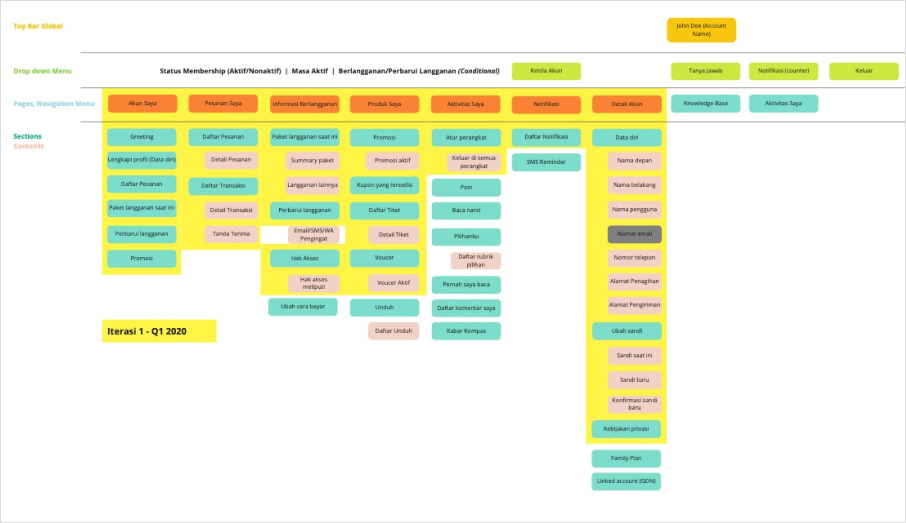 Top Bar Global
John Doe (Account
Name)
Drop down Menu
Status Membership (Aktif/Nonaktif) | Masa Aktif | Berlangganan/Perbarui Langganan (Conditional)
Kelola Akun
Tanya Jawab
Notifikasi (counter)
Keluar
Pages, Navigation Menu
Akun Saya
Pesanan Saya
Informasi Berlangganan
Produk Saya
Aktivitas Saya
Notifikasi
Detail Akun
Knowledge Base
Aktivitas Saya
Sections
Contents
Greeting
Lengkapi profil (Data diri)
Daftar Pesanan
Paket langganan saat ini
Perbarui langganan
Promosi
Daftar Pesanan
Detail Pesanan
Daftar Transaksi
Detail Transaksi
Tanda Terima
Paket langganan saat ini
Summary paket
Langganan lainnya
Perbarui langganan
Email/SMS/WA
Pengingat
Hak Akses
Hak akses
meliputi
Ubah cara bayar
Promosi
Promosi aktif
Kupon yang tersedia
Daftar Tiket
Detail Tiket
Voucer
Voucer Aktif
Unduh
Daftar Unduh
Atur perangkat
Keluar di semua
perangkat
Poin
Baca nanti
Pilihanku
Daftar rubrik
pilihan
Pernah saya baca
Daftar komentar saya
Kabar Kompas
Daftar Notifikasi
SMS Reminder
Data diri
Nama depan
Nama belakang
Nama pengguna
Alamat email
Nomor telepon
Alamat Penagihan
Alamat Pengiriman
Ubah sandi
Sandi saat ini
Sandi baru
Konfirmasi sandi
baru
Kebijakan privasi
Family Plan
Linked account (GDN)
Iterasi 1 - Q1 2020